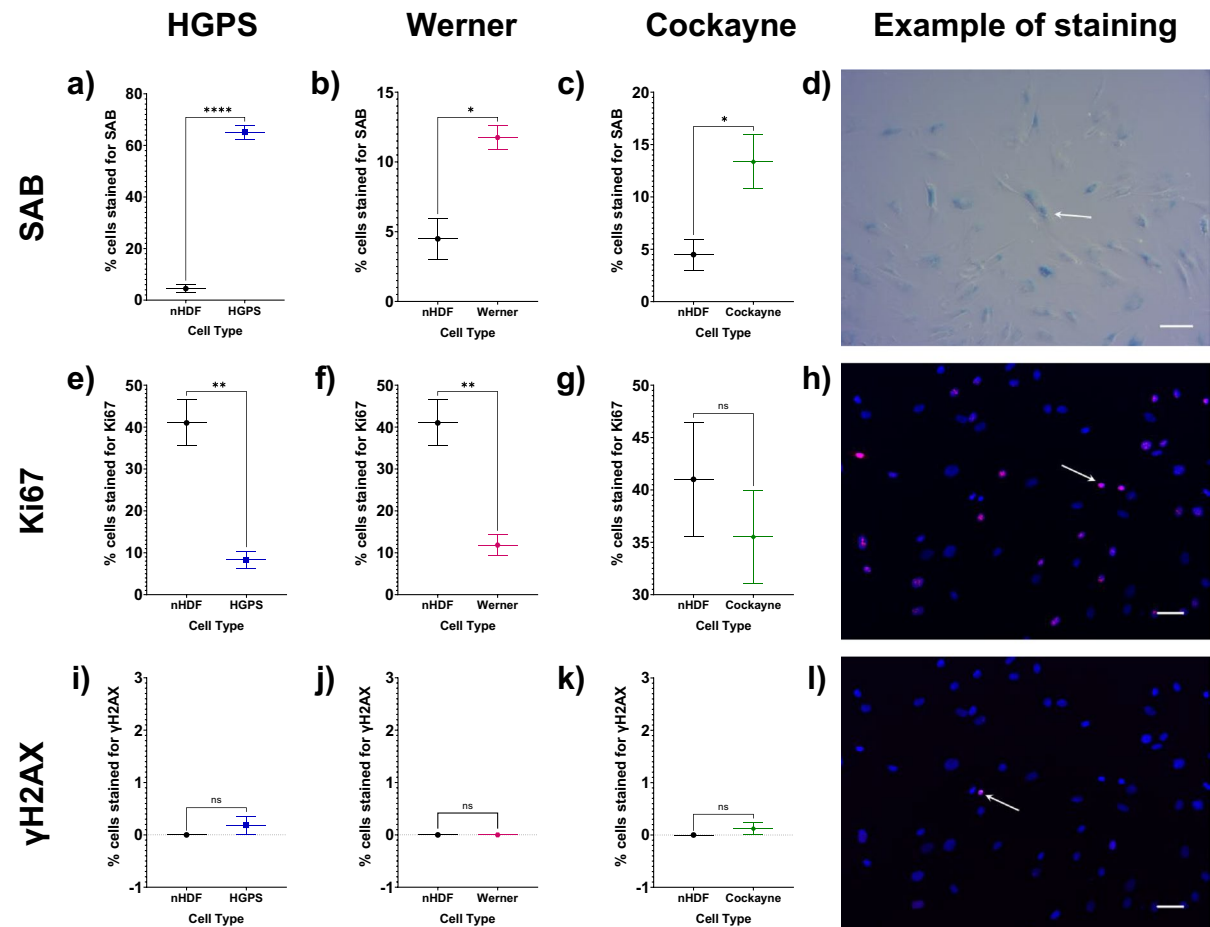 HGPS
Werner
Cockayne
Example of staining
SAB
a)
% cells stained for SAB
80
60
40
20
0
****
nHDF
HGPS
Cell Type
b)
% cells stained for SAB
15
10
5
0
*
nHDF
Werner
Cell Type
c)
% cells stained for SAB
20
15
10
5
0
*
nHDF
Cockayne
Cell Type
d)
Ki67
e)
% cells stained for Ki67
50
40
30
20
10
0
**
nHDF
HGPS
Cell Type
f)
% cells stained for Ki67
50
40
30
20
10
0
**
nHDF
Werner
Cell Type
g)
% cells stained for Ki67
50
45
40
35
30
ns
nHDF
Cockayne
Cell Type
h)
γH2AX
i)
% cells stained for γH2AX
3
2
1
0
-1
ns
nHDF
HGPS
Cell Type
j)
% cells stained for γH2AX
3
2
1
0
-1
ns
nHDF
Werner
Cell Type
k)
% cells stained for γH2AX
3
2
1
0
-1
ns
nHDF
Cockayne
Cell Type
l)